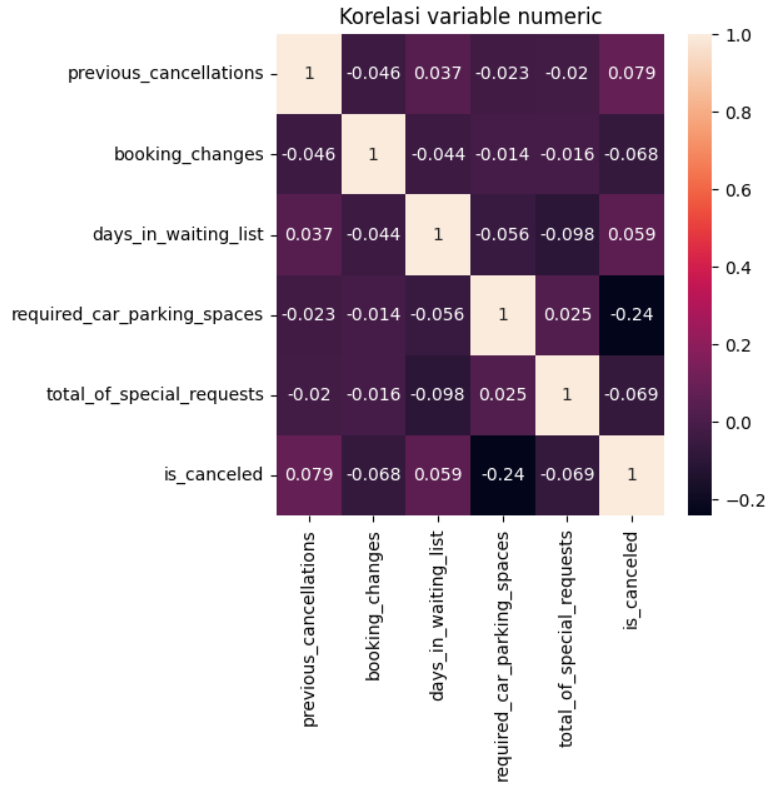 Korelasi variable numeric
previous_cancellations 1 -0.046 0.037 -0.023 -0.02 0.079
booking_changes -0.046 1 -0.044 -0.014 -0.016 -0.068
days_in_waiting_list 0.037 -0.044 1 -0.056 -0.098 0.059
required_car_parking_spaces -0.023 -0.014 -0.056 1 0.025 -0.24
total_of_special_requests -0.02 -0.016 -0.098 0.025 1 -0.069
is_canceled 0.079 -0.068 0.059 -0.24 -0.069 1
previous_cancellations
booking_changes
days_in_waiting_list
required_car_parking_spaces
total_of_special_requests
is_canceled
1.0
0.8
0.6
0.4
0.2
0.0
−0.2